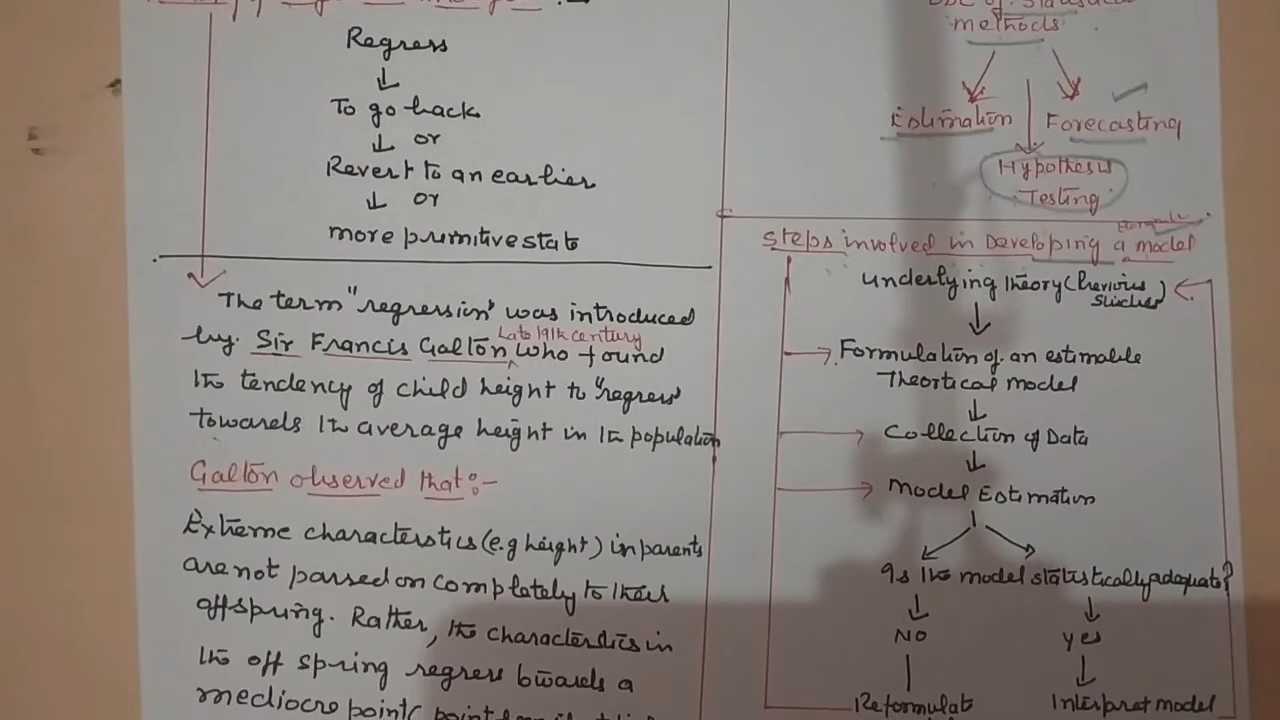 Regress
↓
To go back
↓ or
Revert to an earlier
↓ or
more primitive state
The term "regression" was introduced
Late 19th century
by Sir Francis Galton ^ who found
the tendency of child height to "regress"
towards the average height in the population
Galton observed that :-
Extreme characterstics (e.g height) in parents
are not passed on completely to their
offspring. Rather, the characterstics in
the off spring regress towards a
mediocre point
methods
Estimation Forecasting
Hypothesis
Testing
Steps involved in Developing a model
underlying theory (Previous
Studies)
↓
Formulation of an estimable
Theortical model
↓
Collection of Data
↓
Model Estimation
Is the model statistically adequate?
↓ ↓
NO yes
↓
Reformulate Interpret model